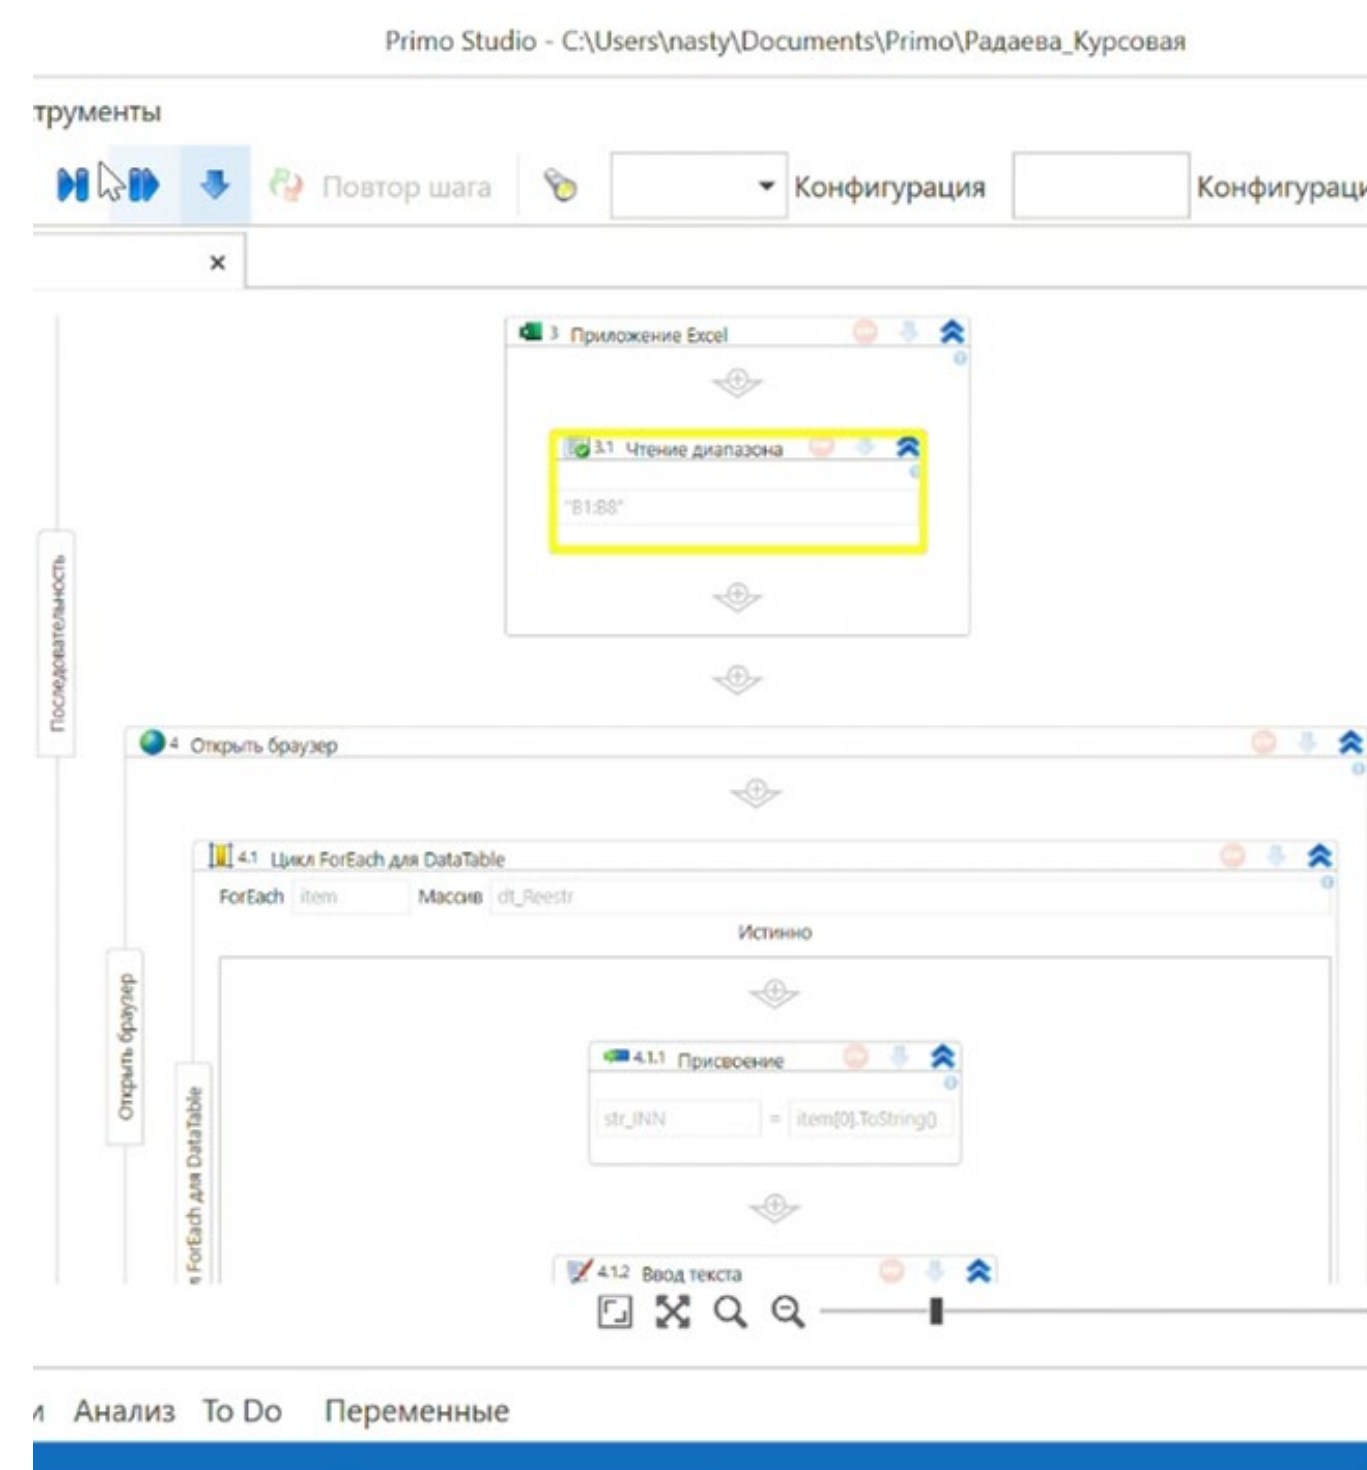 Primo Studio - C:\Users\nasty\Documents\Primo\Радаева_Курсовая
трументы
Повтор шага
Конфигурация
Конфигураци
3 Приложение Excel
3.1 Чтение диапазона
"B1:B8"
Последовательность
4 Открыть браузер
4.1 Цикл ForEach для DataTable
ForEach item Массив dt_Reestr
Истинно
Открыть браузер
4.1.1 Присвоение
str_INN = item[0].ToString()
ForEach для DataTable
4.1.2 Ввод текста
и Анализ To Do Переменные